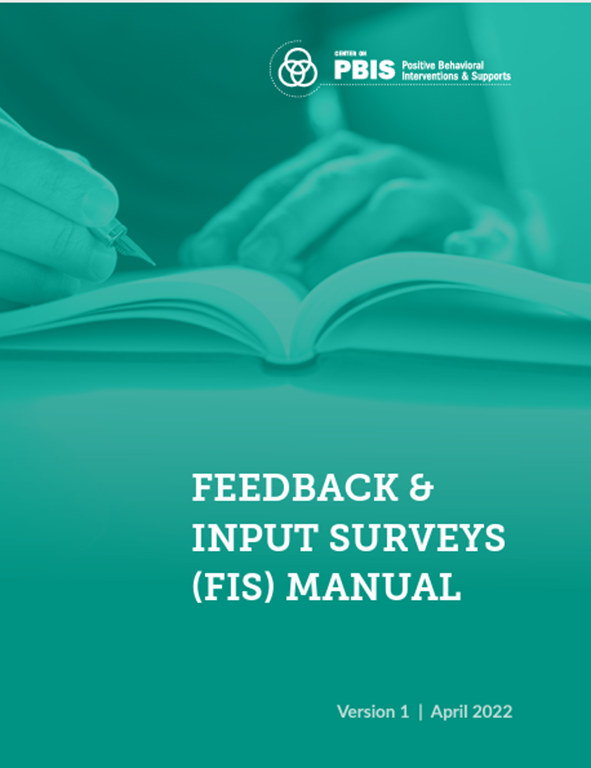 CENTER ON
PBIS
Positive Behavioral
Interventions & Supports
FEEDBACK &
INPUT SURVEYS
(FIS) MANUAL
Version 1 | April 2022